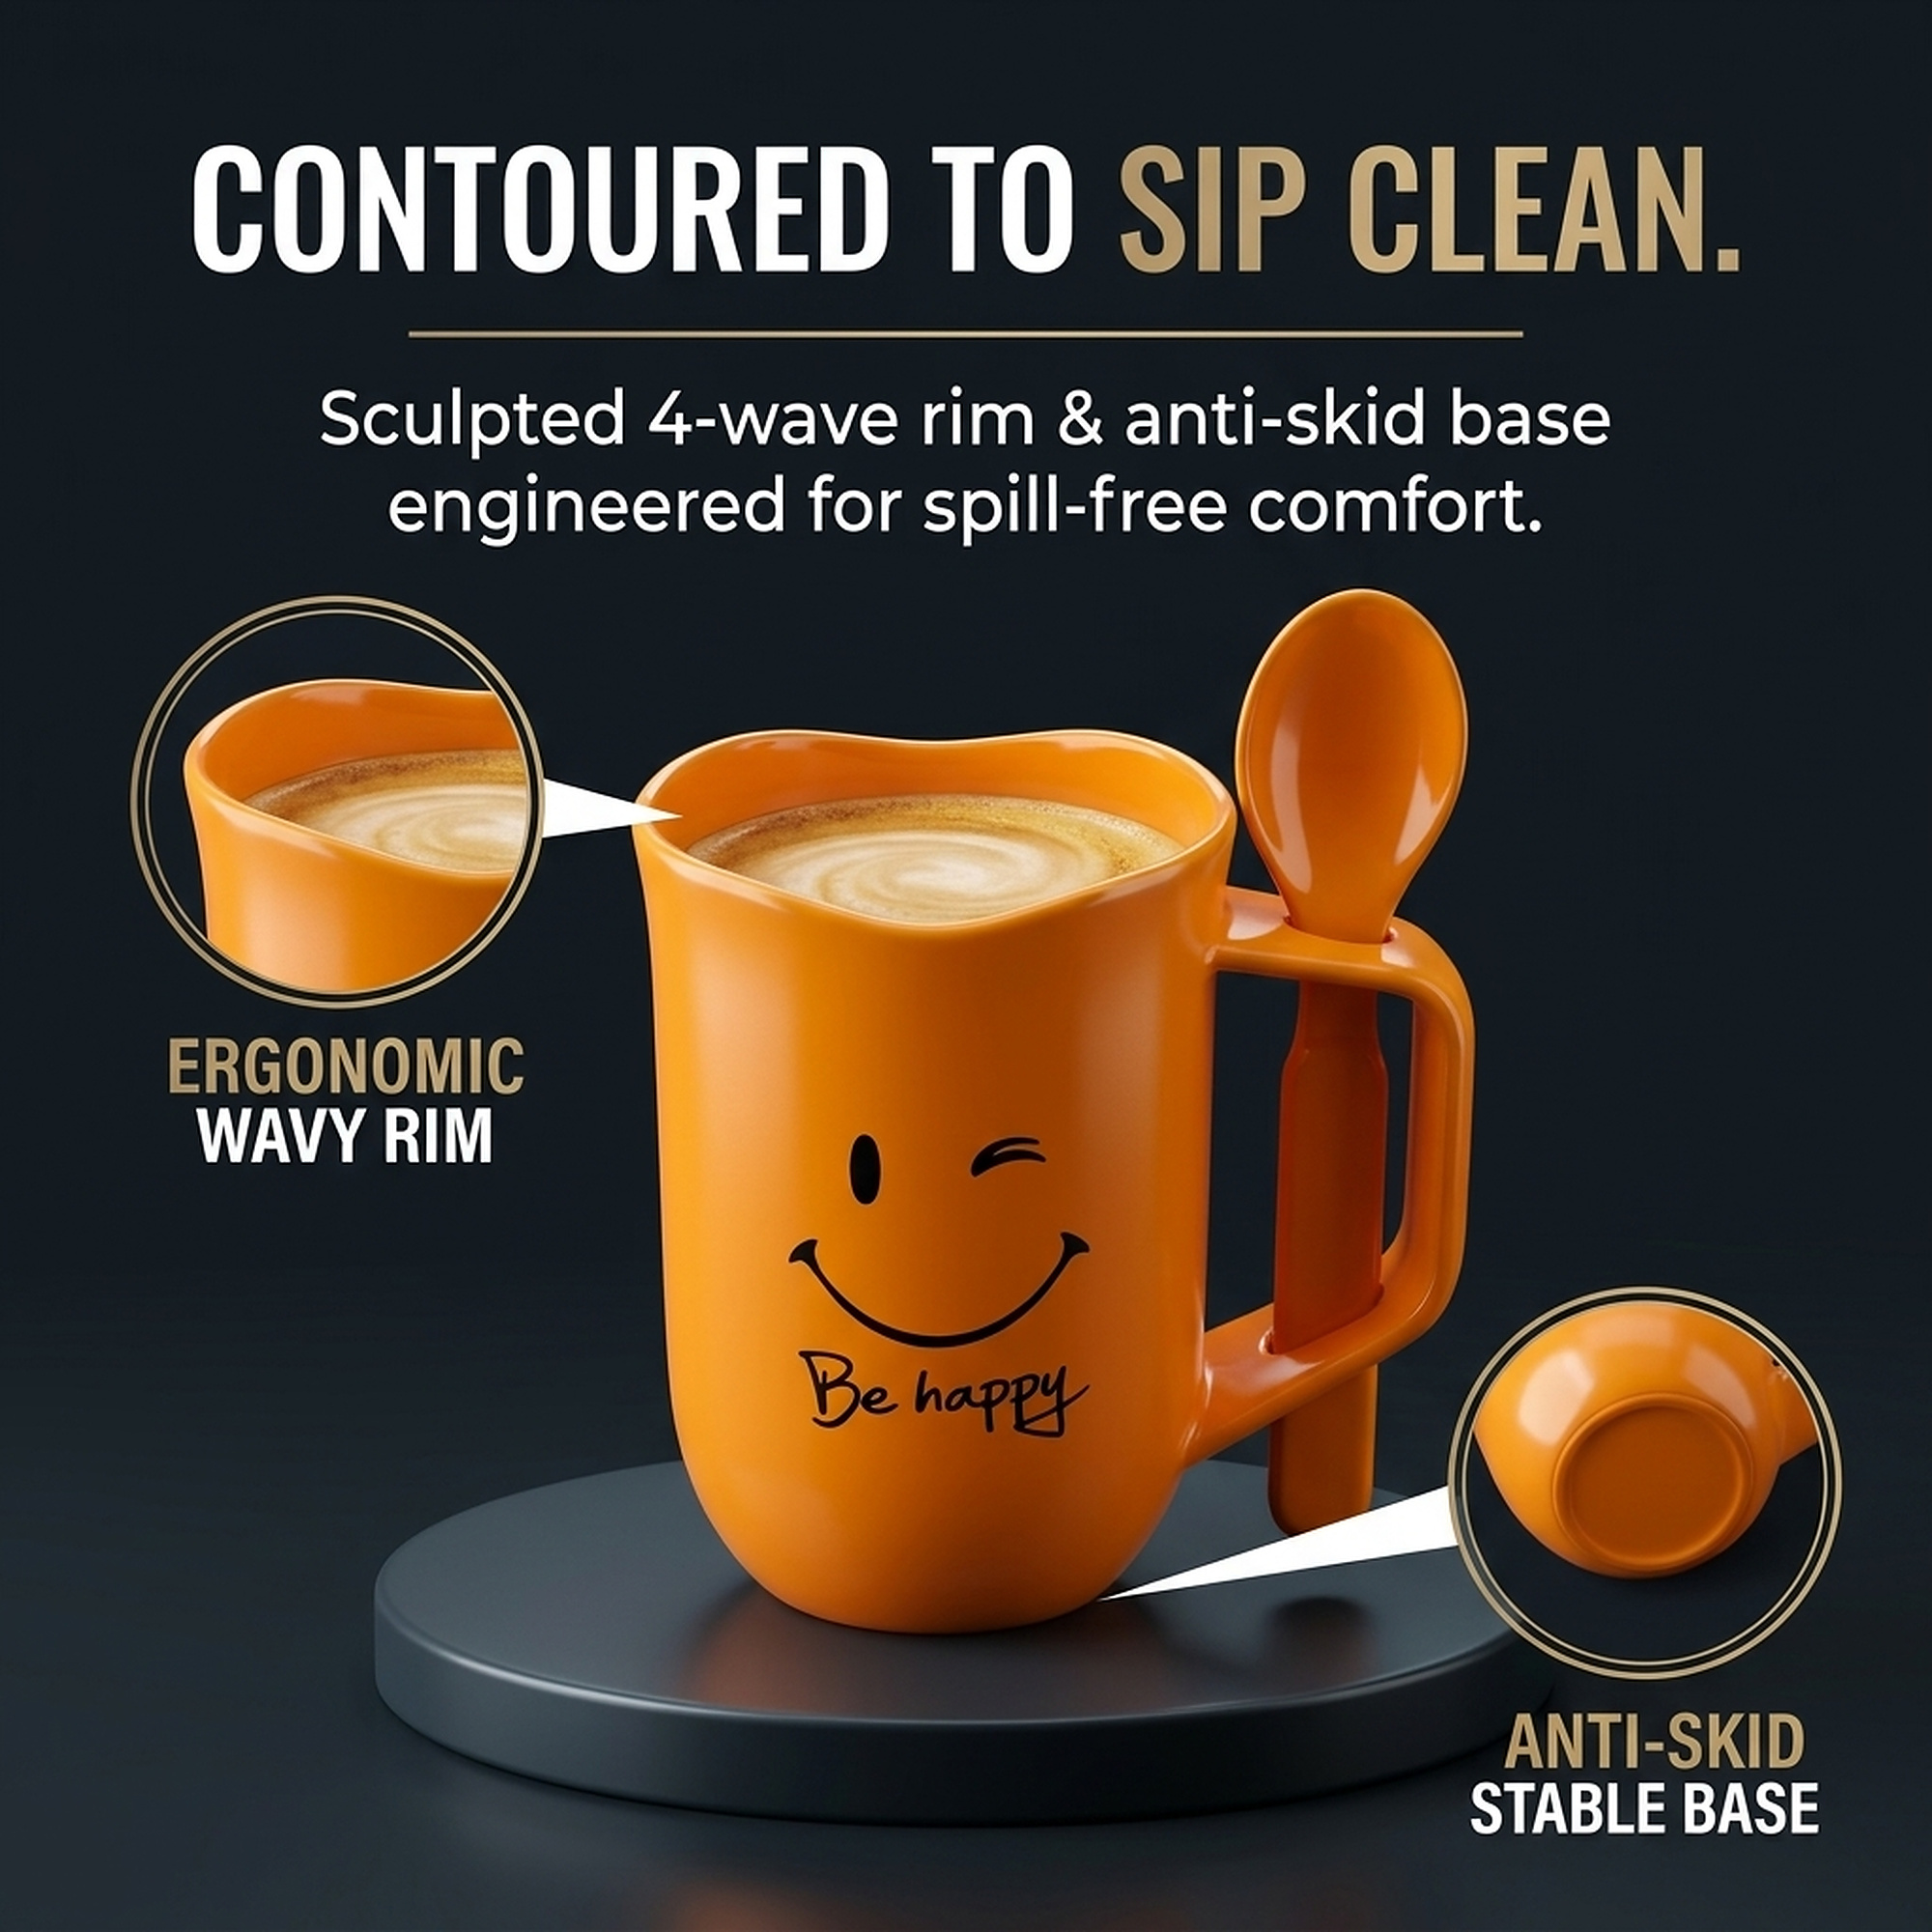 CONTOURED TO SIP CLEAN.
Sculpted 4-wave rim & anti-skid base
engineered for spill-free comfort.
ERGONOMIC
WAVY RIM
Be happy
ANTI-SKID
STABLE BASE